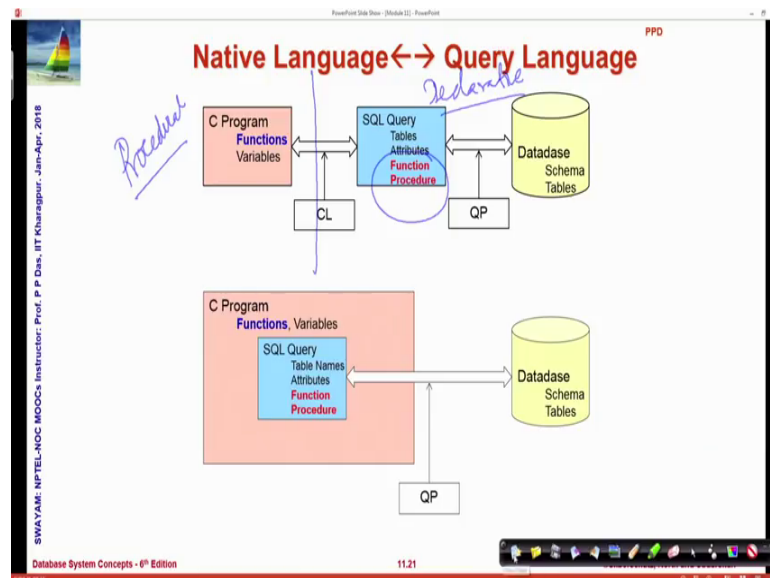 PowerPoint Slide Show - [Module 11] - PowerPoint
PPD
Native Language←→ Query Language
Declarative
Procedural
C Program
Functions
Variables
SQL Query
Tables
Attributes
Function
Procedure
Datadase
Schema
Tables
CL
QP
C Program
Functions, Variables
SQL Query
Table Names
Attributes
Function
Procedure
Datadase
Schema
Tables
QP
SWAYAM: NPTEL-NOC MOOCs Instructor: Prof. P P Das, IIT Kharagpur. Jan-Apr, 2018
Database System Concepts - 6th Edition
11.21